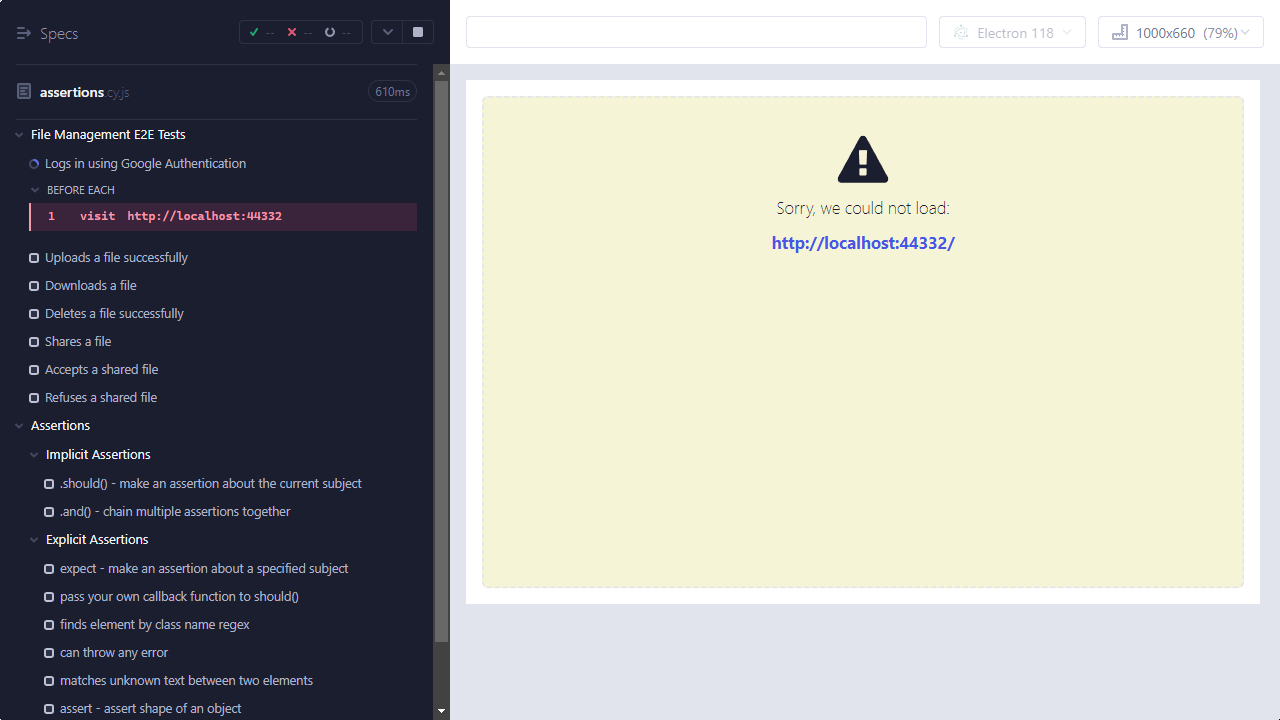 Specs
--
--
--
Electron 118
1000x660 (79%)
assertions.cy.js
610ms
File Management E2E Tests
Logs in using Google Authentication
BEFORE EACH
1 visit http://localhost:44332
Uploads a file successfully
Downloads a file
Deletes a file successfully
Shares a file
Accepts a shared file
Refuses a shared file
Assertions
Implicit Assertions
.should() - make an assertion about the current subject
.and() - chain multiple assertions together
Explicit Assertions
expect - make an assertion about a specified subject
pass your own callback function to should()
finds element by class name regex
can throw any error
matches unknown text between two elements
assert - assert shape of an object
Sorry, we could not load:
http://localhost:44332/